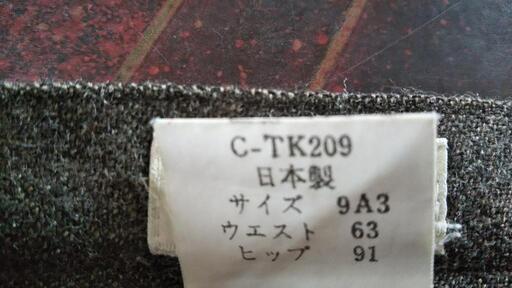 C-TK209
日本製
サイズ 9A3
ウエスト 63
ヒップ 91